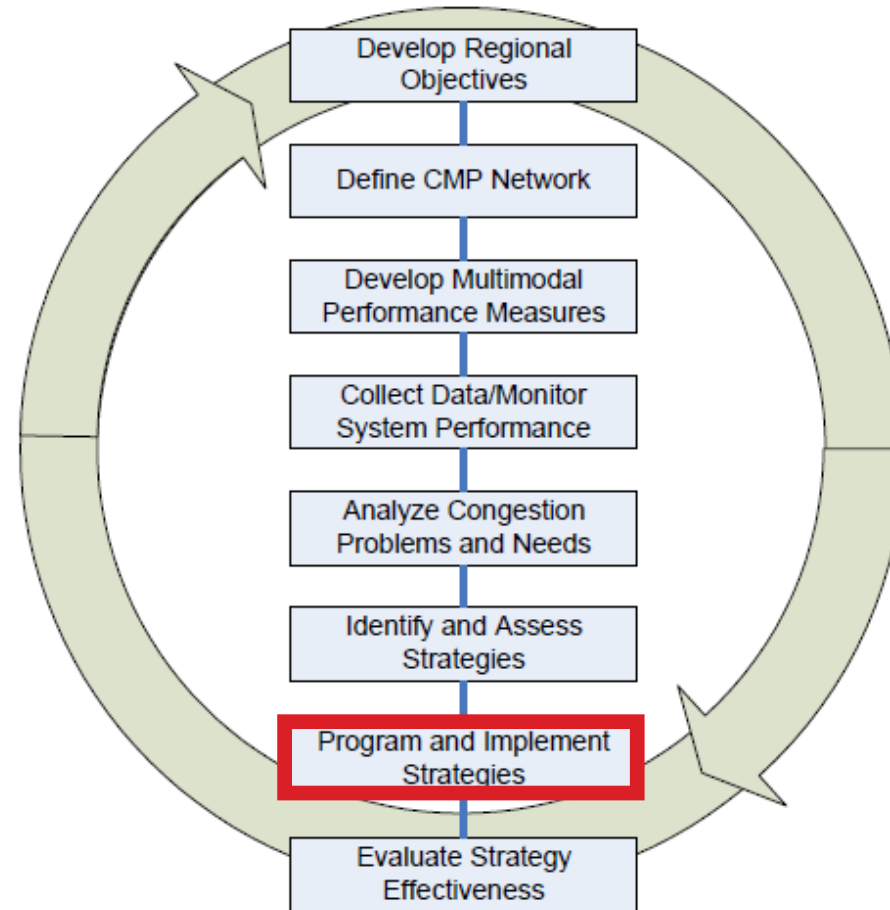 Develop Regional
Objectives
Define CMP Network
Develop Multimodal
Performance Measures
Collect Data/Monitor
System Performance
Analyze Congestion
Problems and Needs
Identify and Assess
Strategies
Program and Implement
Strategies
Evaluate Strategy
Effectiveness